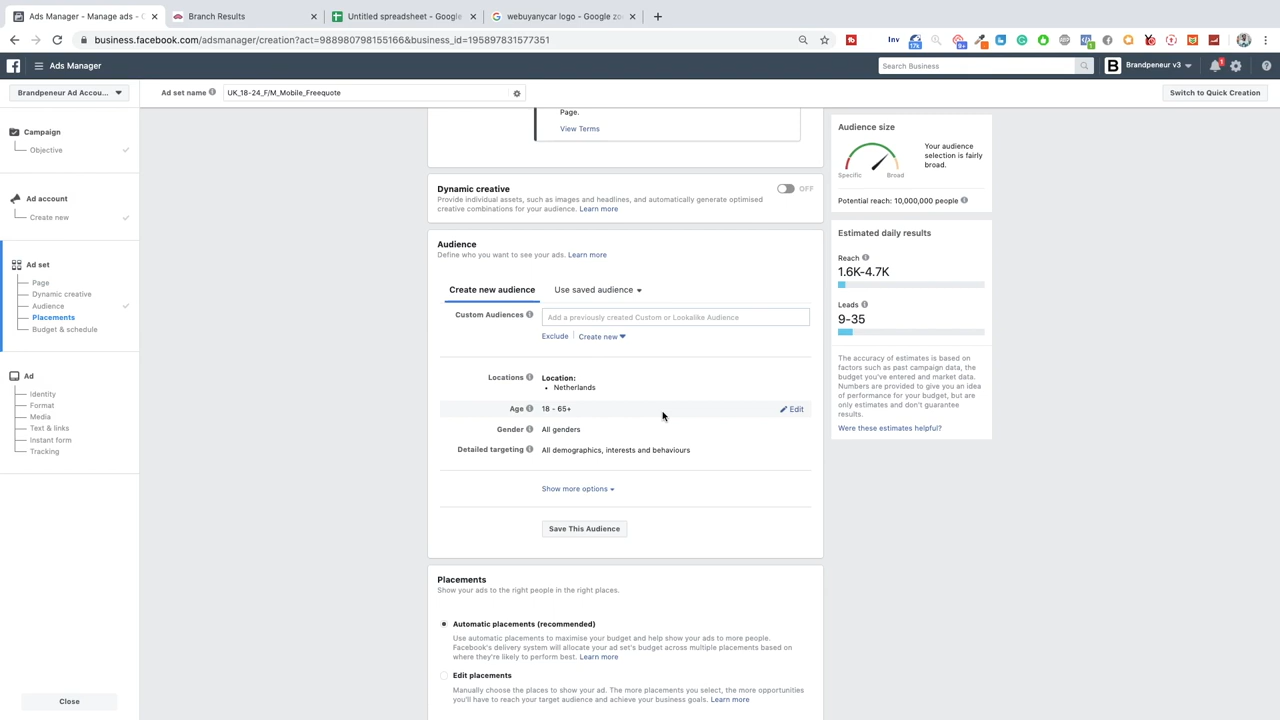 Ads Manager - Manage ads - C
Branch Results
Untitled spreadsheet - Google
webuyanycar logo - Google zo
business.facebook.com/adsmanager/creation?act=988980798155166&business_id=195897831577351
Inv
17k
9+
Ads Manager
Search Business
B
Brandpeneur v3
1
Brandpeneur Ad Accou...
Ad set name
UK_18-24_F/M_Mobile_Freequote
Switch to Quick Creation
Campaign
Objective
Ad account
Create new
Ad set
Page
Dynamic creative
Audience
Placements
Budget & schedule
Ad
Identity
Format
Media
Text & links
Instant form
Tracking
Close
Page.
View Terms
Dynamic creative
OFF
Provide individual assets, such as images and headlines, and automatically generate optimised
creative combinations for your audience. Learn more
Audience
Define who you want to see your ads. Learn more
Create new audience
Use saved audience
Custom Audiences
Add a previously created Custom or Lookalike Audience
Exclude
Create new
Locations
Location:
Netherlands
Age
18 - 65+
Edit
Gender
All genders
Detailed targeting
All demographics, interests and behaviours
Show more options
Save This Audience
Placements
Show your ads to the right people in the right places.
Automatic placements (recommended)
Use automatic placements to maximise your budget and help show your ads to more people.
Facebook's delivery system will allocate your ad set's budget across multiple placements based on
where they're likely to perform best. Learn more
Edit placements
Manually choose the places to show your ad. The more placements you select, the more opportunities
you'll have to reach your target audience and achieve your business goals. Learn more
Audience size
Your audience
selection is fairly
broad.
Specific
Broad
Potential reach: 10,000,000 people
Estimated daily results
Reach
1.6K-4.7K
Leads
9-35
The accuracy of estimates is based on
factors such as past campaign data, the
budget you've entered and market data.
Numbers are provided to give you an idea
of performance for your budget, but are
only estimates and don't guarantee
results.
Were these estimates helpful?